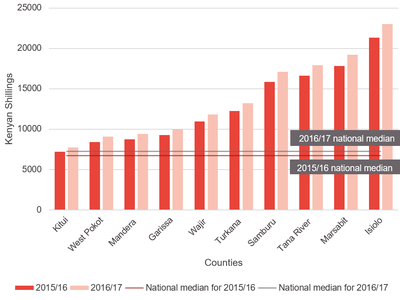 25000
20000
15000
10000
5000
0
Kenyan Shillings
2016/17 national median
2015/16 national median
Kitui
West Pokot
Mandera
Garissa
Wajir
Turkana
Samburu
Tana River
Marsabit
Isiolo
Counties
2015/16 2016/17 National median for 2015/16 National median for 2016/17